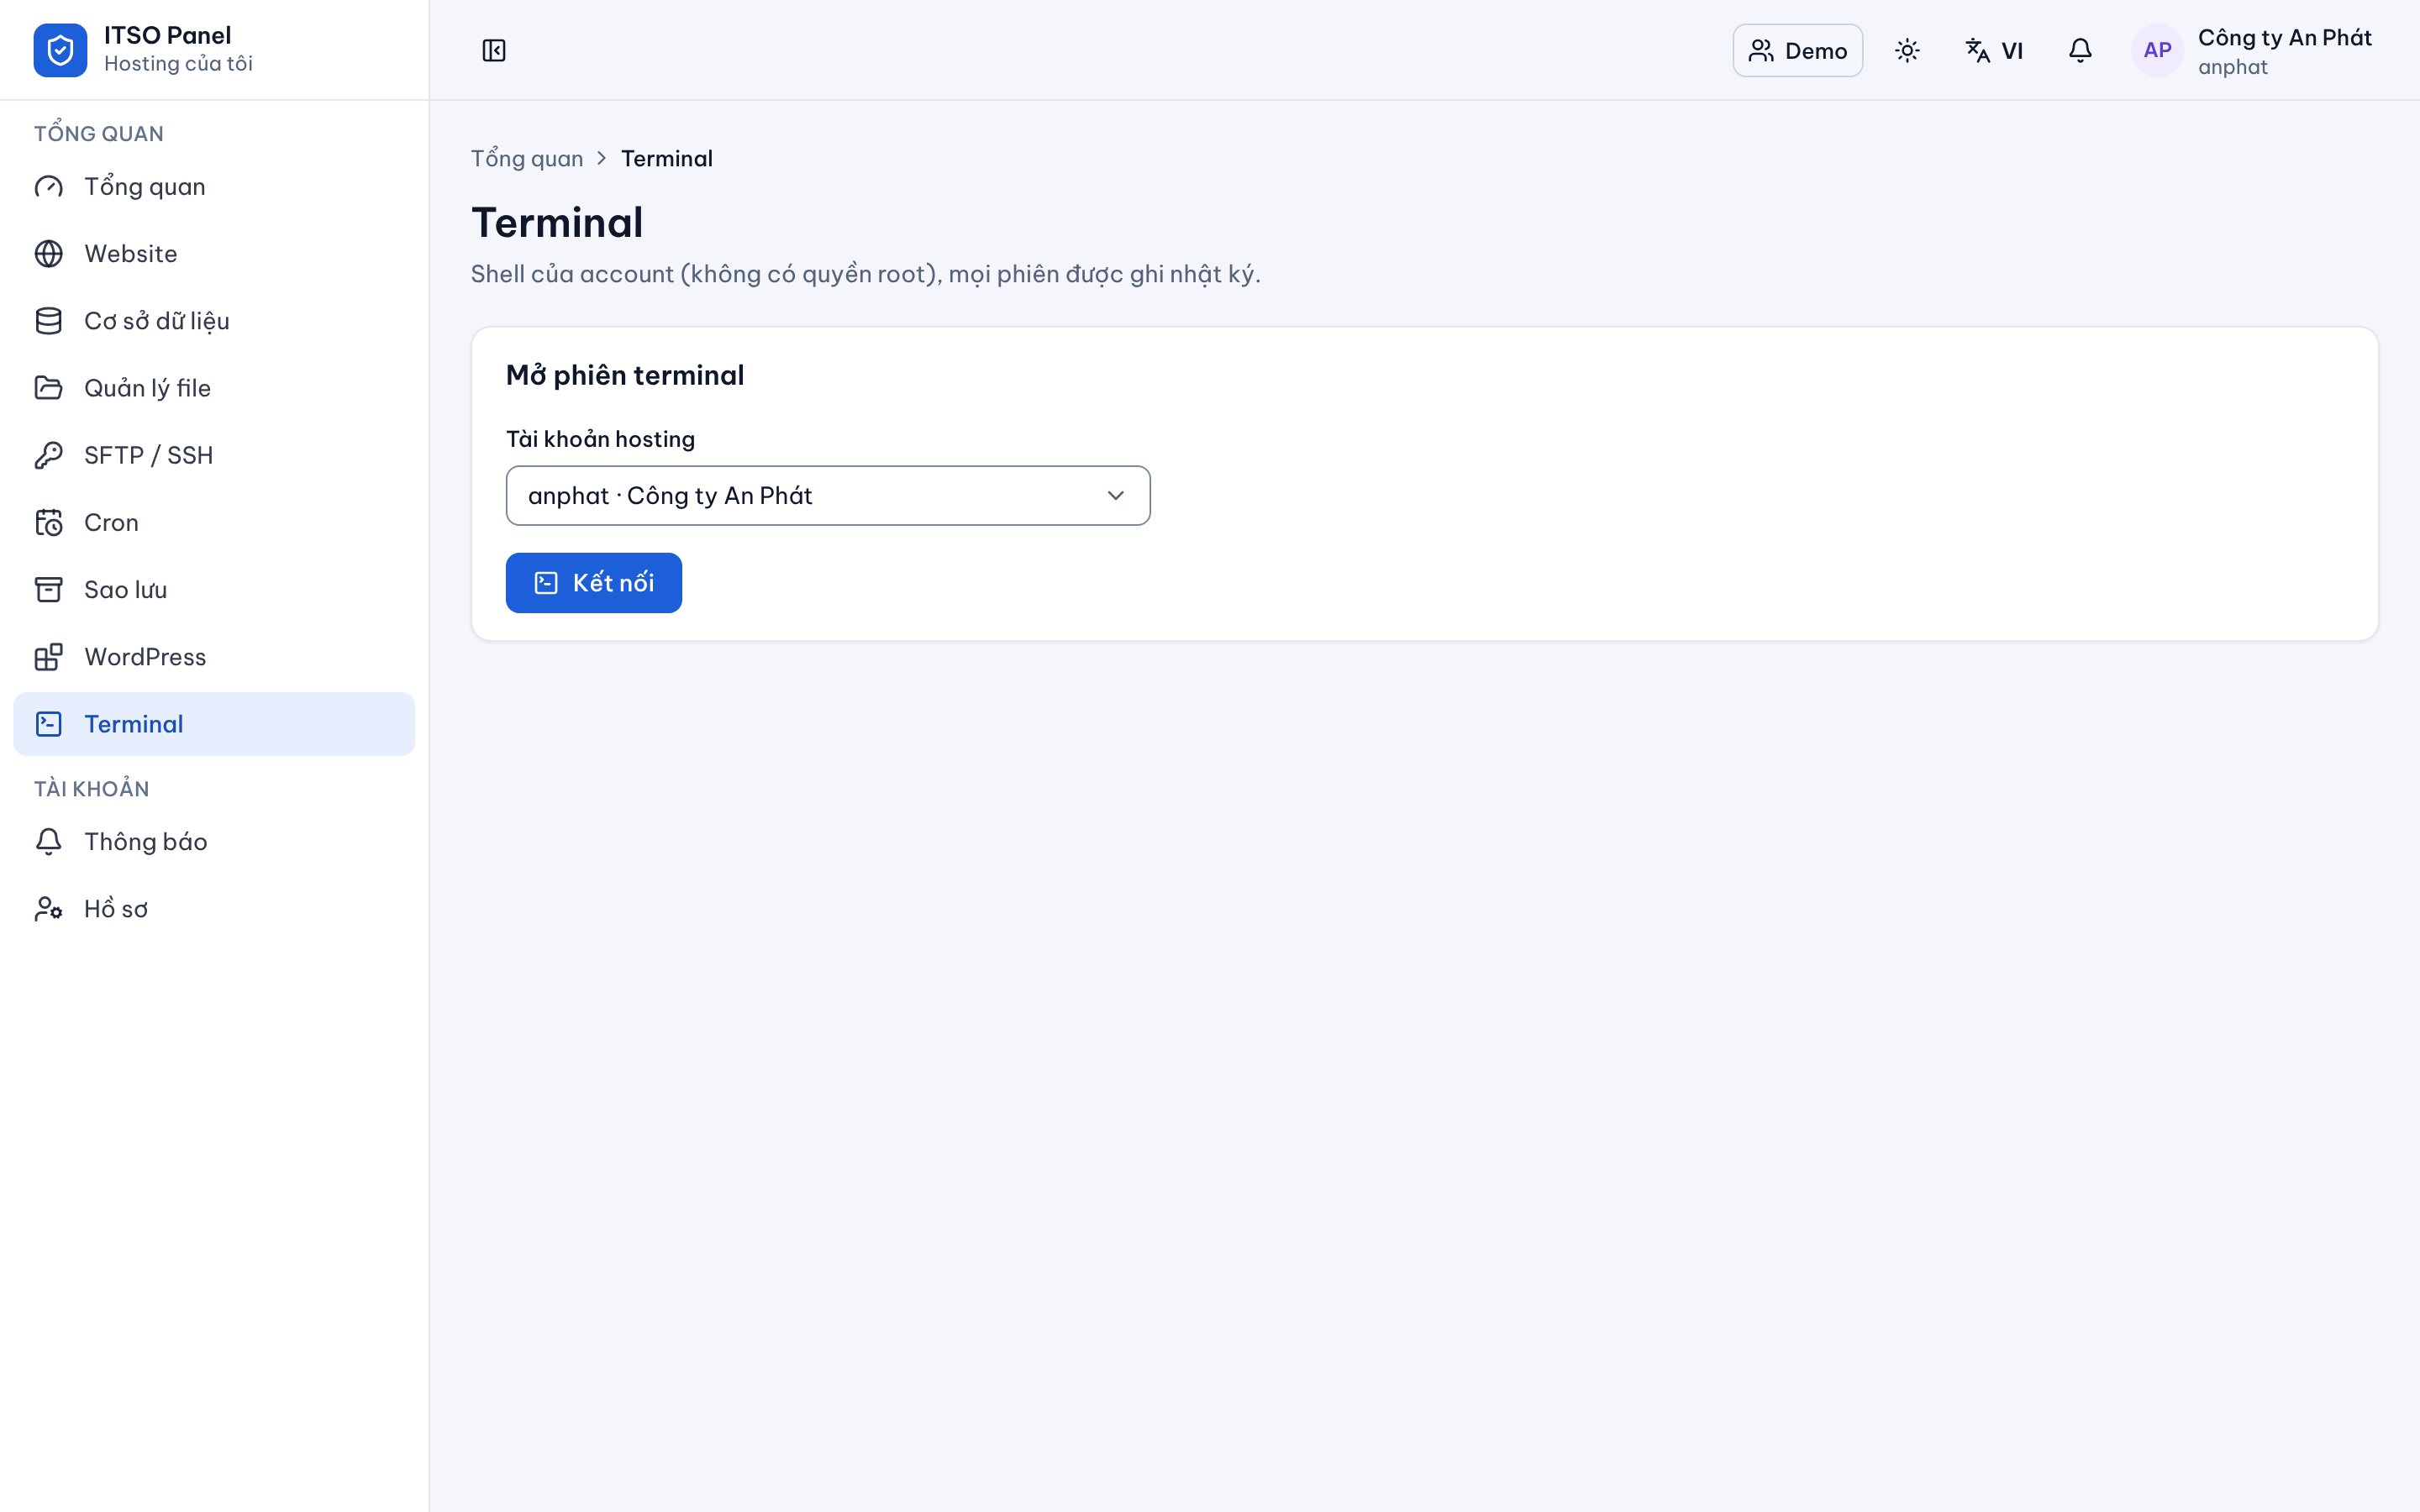 ITSO Panel
Hosting của tôi
Demo
VI
AP
Công ty An Phát
anphat
TỔNG QUAN
Tổng quan
Website
Cơ sở dữ liệu
Quản lý file
SFTP / SSH
Cron
Sao lưu
WordPress
Terminal
TÀI KHOẢN
Thông báo
Hồ sơ
Tổng quan > Terminal
Terminal
Shell của account (không có quyền root), mọi phiên được ghi nhật ký.
Mở phiên terminal
Tài khoản hosting
anphat · Công ty An Phát
Kết nối